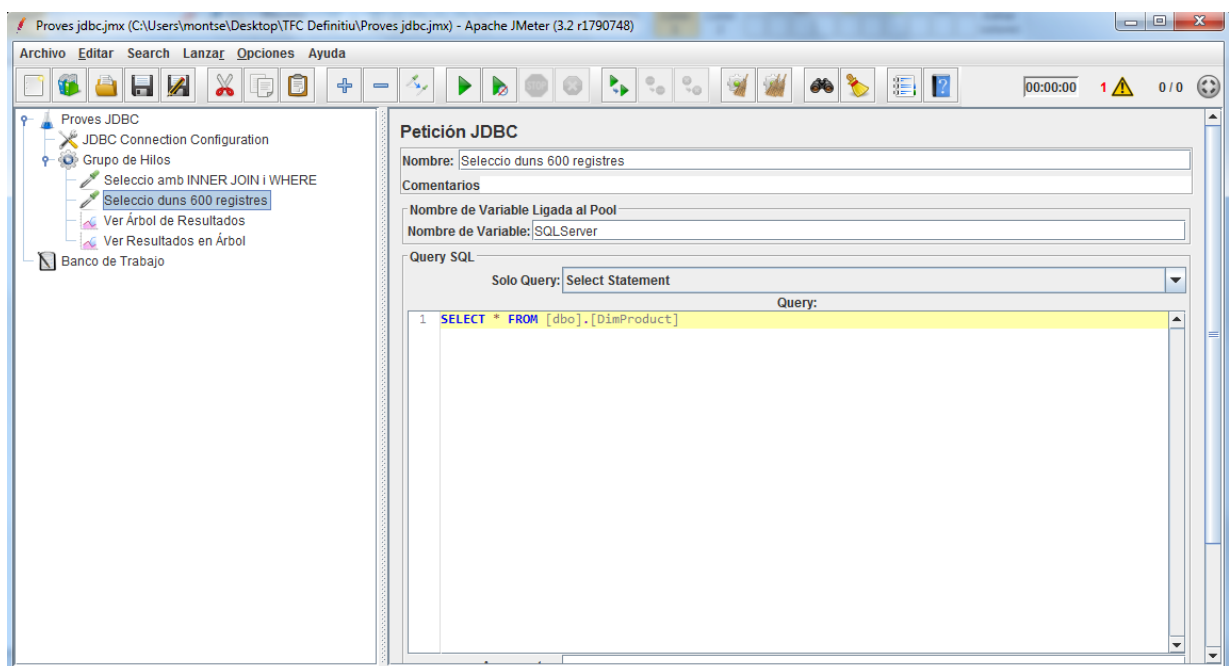 Proves jdbc.jmx (C:\Users\montse\Desktop\TFC Definitiu\Proves jdbc.jmx) - Apache JMeter (3.2 r1790748)
Archivo Editar Search Lanzar Opciones Ayuda
STOP
00:00:00 1 0 / 0
Proves JDBC
JDBC Connection Configuration
Grupo de Hilos
Seleccio amb INNER JOIN i WHERE
Seleccio duns 600 registres
Ver Árbol de Resultados
Ver Resultados en Árbol
Banco de Trabajo
Petición JDBC
Nombre: Seleccio duns 600 registres
Comentarios
Nombre de Variable Ligada al Pool
Nombre de Variable: SQLServer
Query SQL
Solo Query: Select Statement
Query:
1 SELECT * FROM [dbo].[DimProduct]